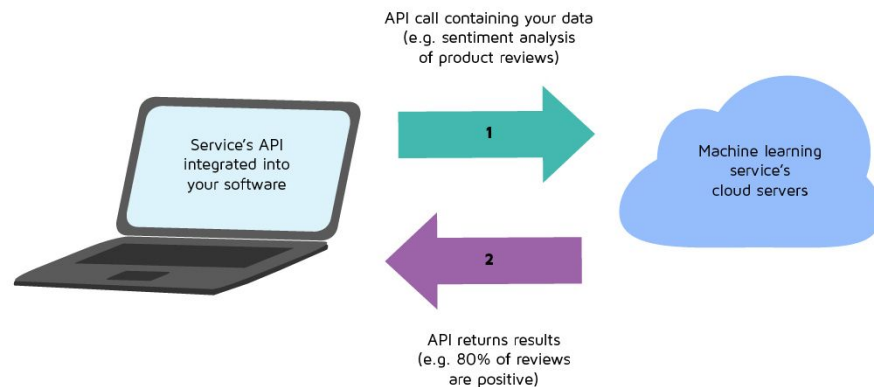 API call containing your data
(e.g. sentiment analysis
of product reviews)
Service's API
integrated into
your software
1
Machine learning
service's
cloud servers
2
API returns results
(e.g. 80% of reviews
are positive)